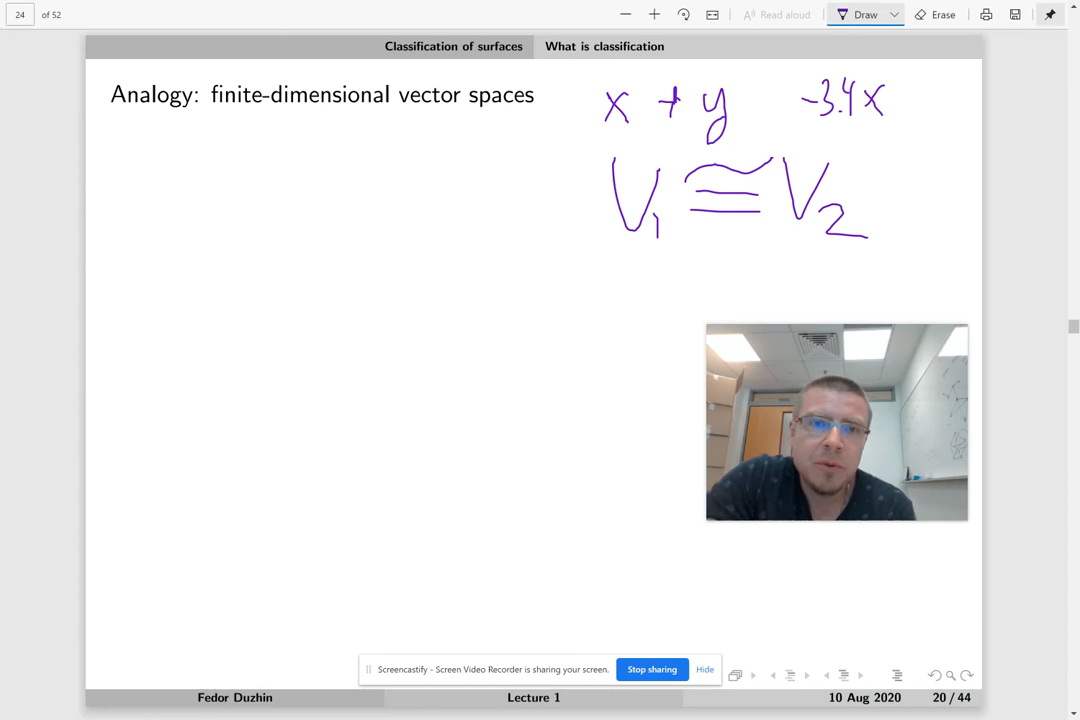 24 of 52 Read aloud Draw Erase
Classification of surfaces What is classification
Analogy: finite-dimensional vector spaces
x + y -3.4x
V₁ ≅ V₂
Screencastify - Screen Video Recorder is sharing your screen. Stop sharing Hide
Fedor Duzhin Lecture 1 10 Aug 2020 20 / 44